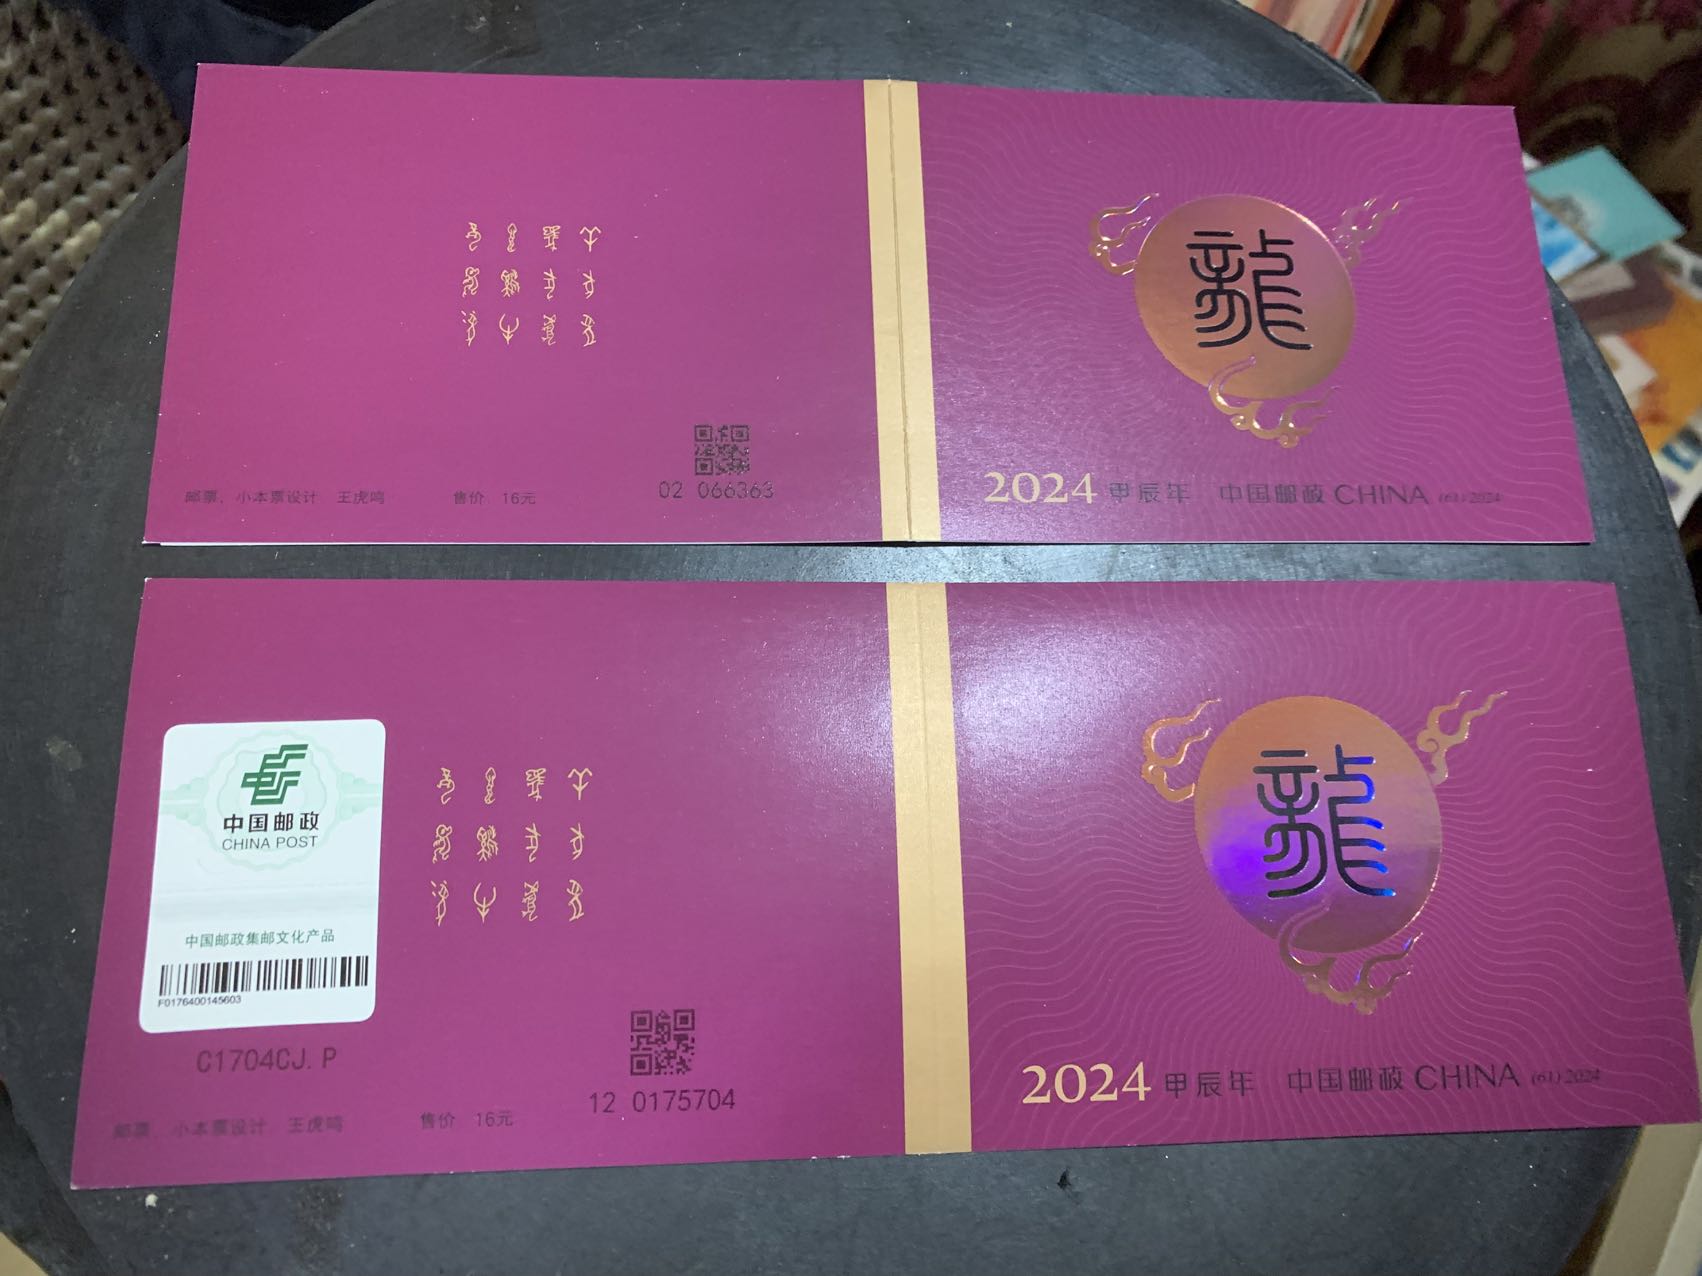 龍
02 066363
邮票、小本票设计 王虎鸣 售价 16元
2024 甲辰年 中国邮政 CHINA (61) 2024
中国邮政
CHINA POST
中国邮政集邮文化产品
F0176400145603
C1704CJ. P
邮票、小本票设计 王虎鸣 售价 16元
12 0175704
龍
2024 甲辰年 中国邮政 CHINA (61) 2024